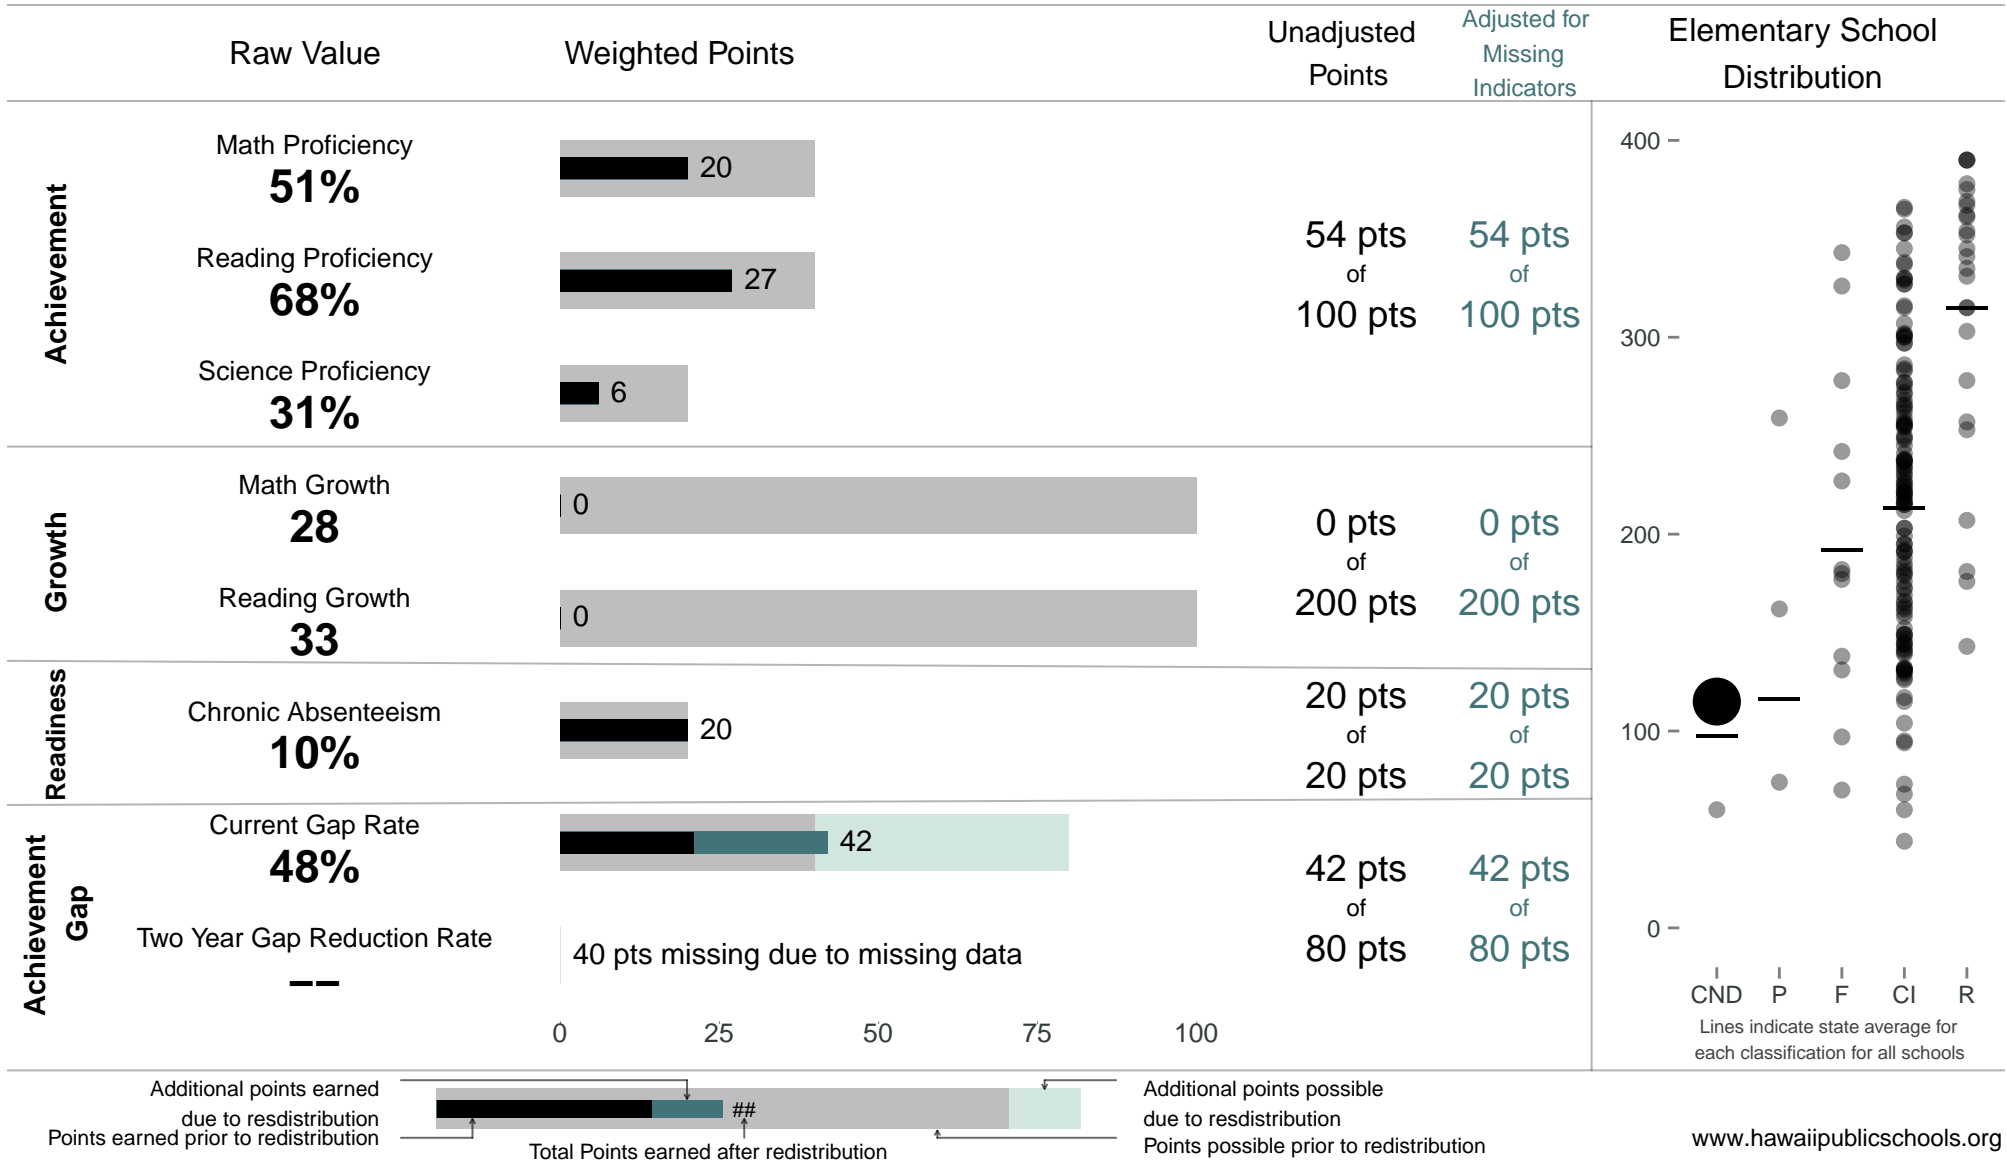 Raw Value
Weighted Points
Unadjusted
Points
Adjusted for
Missing
Indicators
Elementary School
Distribution
Achievement
Math Proficiency
51%
20
Reading Proficiency
68%
27
Science Proficiency
31%
6
54 pts
of
100 pts
54 pts
of
100 pts
Growth
Math Growth
28
0
Reading Growth
33
0
0 pts
of
200 pts
0 pts
of
200 pts
Readiness
Chronic Absenteeism
10%
20
20 pts
of
20 pts
20 pts
of
20 pts
Achievement
Gap
Current Gap Rate
48%
42
Two Year Gap Reduction Rate
−−
40 pts missing due to missing data
42 pts
of
80 pts
42 pts
of
80 pts
0 25 50 75 100
400
300
200
100
0
CND P F CI R
Lines indicate state average for
each classification for all schools
Additional points earned
due to resdistribution
Points earned prior to redistribution
##
Total Points earned after redistribution
Additional points possible
due to resdistribution
Points possible prior to redistribution
www.hawaiipublicschools.org